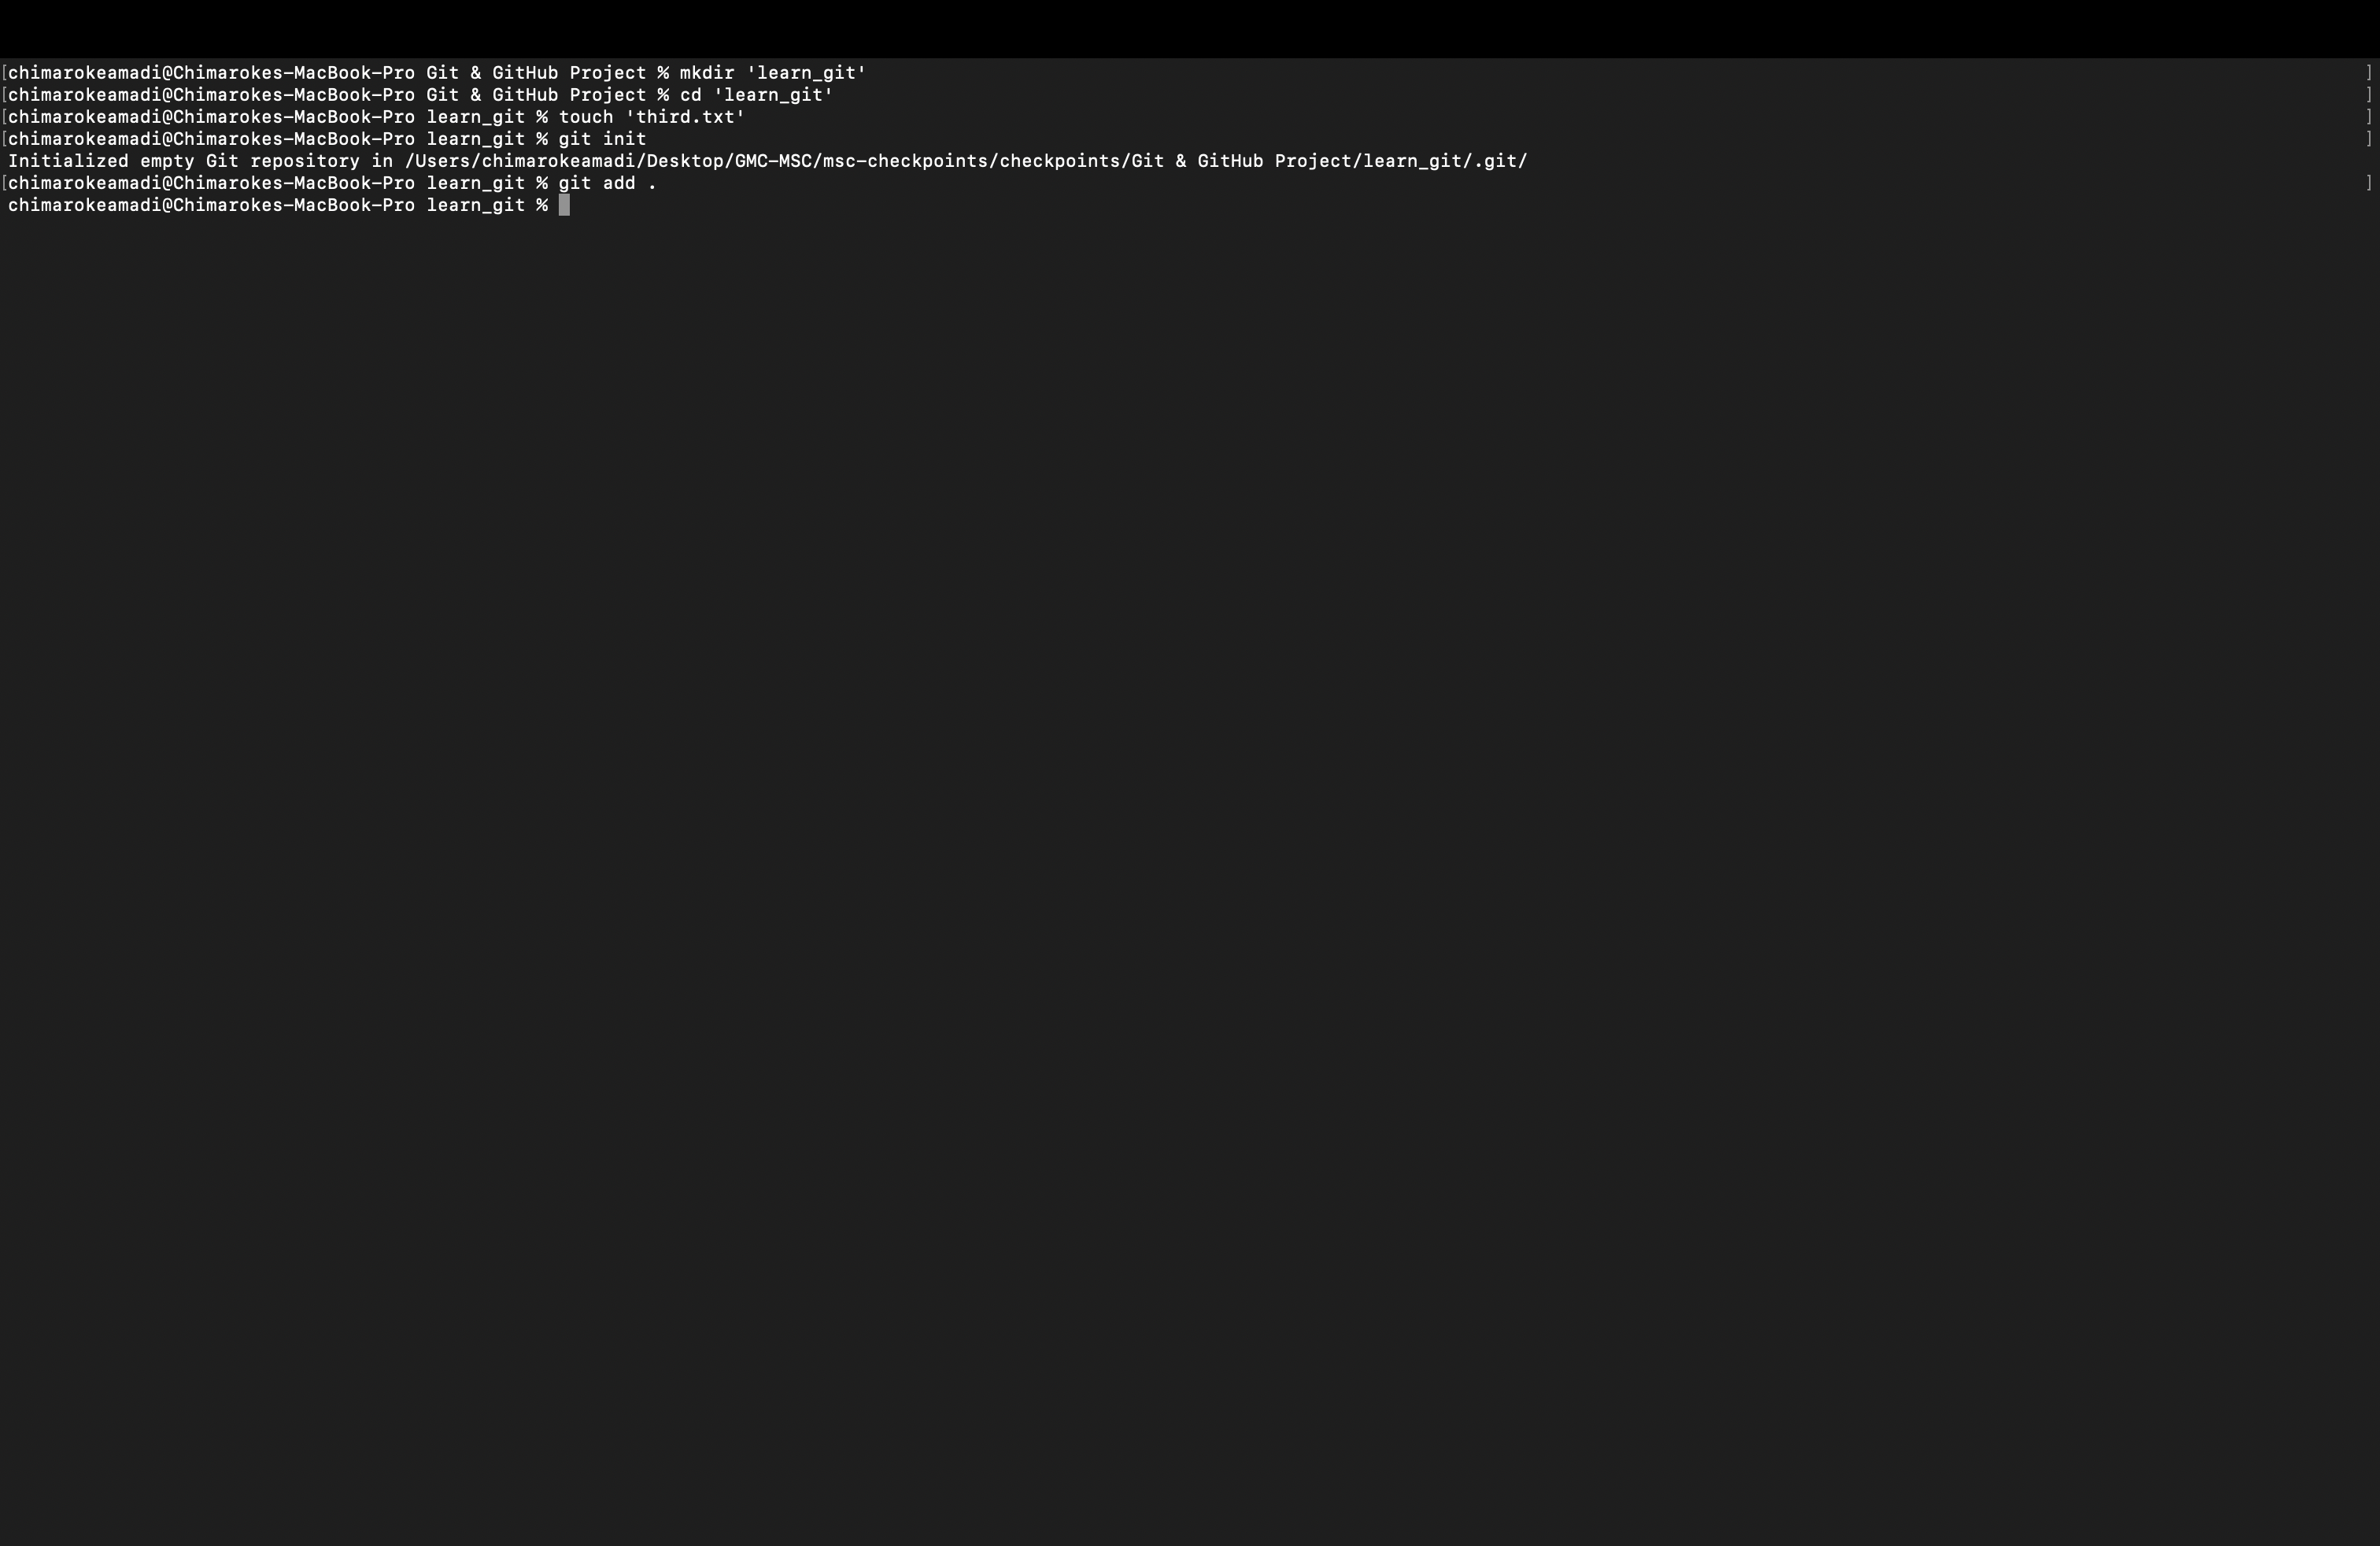 [chimarokeamadi@Chimarokes-MacBook-Pro Git & GitHub Project % mkdir 'learn_git' ]
[chimarokeamadi@Chimarokes-MacBook-Pro Git & GitHub Project % cd 'learn_git' ]
[chimarokeamadi@Chimarokes-MacBook-Pro learn_git % touch 'third.txt' ]
[chimarokeamadi@Chimarokes-MacBook-Pro learn_git % git init ]
Initialized empty Git repository in /Users/chimarokeamadi/Desktop/GMC-MSC/msc-checkpoints/checkpoints/Git & GitHub Project/learn_git/.git/
[chimarokeamadi@Chimarokes-MacBook-Pro learn_git % git add . ]
chimarokeamadi@Chimarokes-MacBook-Pro learn_git %